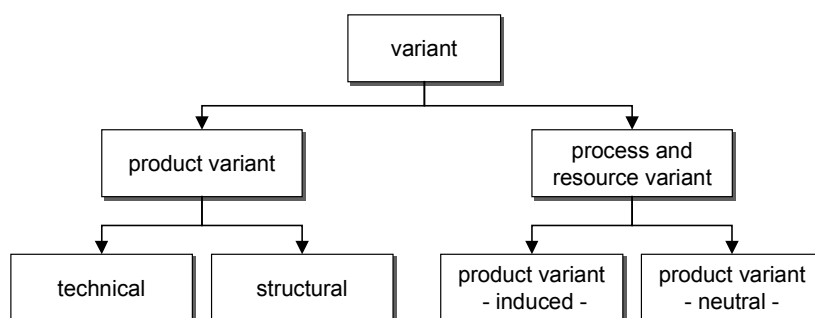 variant
product variant
process and
resource variant
technical
structural
product variant
- induced -
product variant
- neutral -